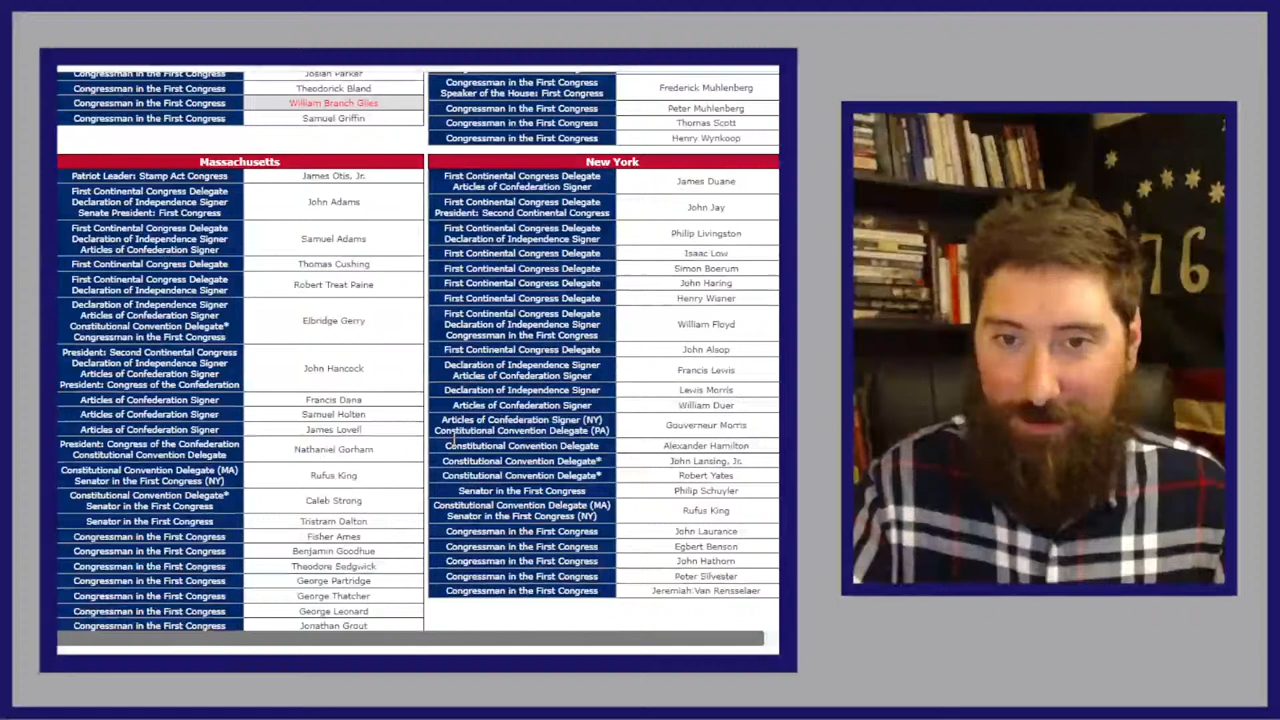 Congressman in the First Congress Josiah Parker
Congressman in the First Congress Theodorick Bland
Congressman in the First Congress William Branch Giles
Congressman in the First Congress Samuel Griffin
Congressman in the First Congress
Speaker of the House: First Congress
Frederick Muhlenberg
Congressman in the First Congress Peter Muhlenberg
Congressman in the First Congress Thomas Scott
Congressman in the First Congress Henry Wynkoop
Massachusetts
Patriot Leader: Stamp Act Congress James Otis, Jr.
First Continental Congress Delegate
Declaration of Independence Signer
Senate President: First Congress
John Adams
First Continental Congress Delegate
Declaration of Independence Signer
Articles of Confederation Signer
Samuel Adams
First Continental Congress Delegate Thomas Cushing
First Continental Congress Delegate
Declaration of Independence Signer
Robert Treat Paine
Declaration of Independence Signer
Articles of Confederation Signer
Constitutional Convention Delegate*
Congressman in the First Congress
Elbridge Gerry
President: Second Continental Congress
Declaration of Independence Signer
Articles of Confederation Signer
President: Congress of the Confederation
John Hancock
Articles of Confederation Signer Francis Dana
Articles of Confederation Signer Samuel Holten
Articles of Confederation Signer James Lovell
President: Congress of the Confederation
Constitutional Convention Delegate
Nathaniel Gorham
Constitutional Convention Delegate (MA)
Senator in the First Congress (NY)
Rufus King
Constitutional Convention Delegate*
Senator in the First Congress
Caleb Strong
Senator in the First Congress Tristram Dalton
Congressman in the First Congress Fisher Ames
Congressman in the First Congress Benjamin Goodhue
Congressman in the First Congress Theodore Sedgwick
Congressman in the First Congress George Partridge
Congressman in the First Congress George Thatcher
Congressman in the First Congress George Leonard
Congressman in the First Congress Jonathan Grout
New York
First Continental Congress Delegate
Articles of Confederation Signer
James Duane
First Continental Congress Delegate
President: Second Continental Congress
John Jay
First Continental Congress Delegate
Declaration of Independence Signer
Philip Livingston
First Continental Congress Delegate Isaac Low
First Continental Congress Delegate Simon Boerum
First Continental Congress Delegate John Haring
First Continental Congress Delegate Henry Wisner
First Continental Congress Delegate
Declaration of Independence Signer
Congressman in the First Congress
William Floyd
First Continental Congress Delegate John Alsop
Declaration of Independence Signer
Articles of Confederation Signer
Francis Lewis
Declaration of Independence Signer Lewis Morris
Articles of Confederation Signer William Duer
Articles of Confederation Signer (NY)
Constitutional Convention Delegate (PA)
Gouverneur Morris
Constitutional Convention Delegate Alexander Hamilton
Constitutional Convention Delegate* John Lansing, Jr.
Constitutional Convention Delegate* Robert Yates
Senator in the First Congress Philip Schuyler
Constitutional Convention Delegate (MA)
Senator in the First Congress (NY)
Rufus King
Congressman in the First Congress John Laurance
Congressman in the First Congress Egbert Benson
Congressman in the First Congress John Hathorn
Congressman in the First Congress Peter Silvester
Congressman in the First Congress Jeremiah Van Rensselaer
76